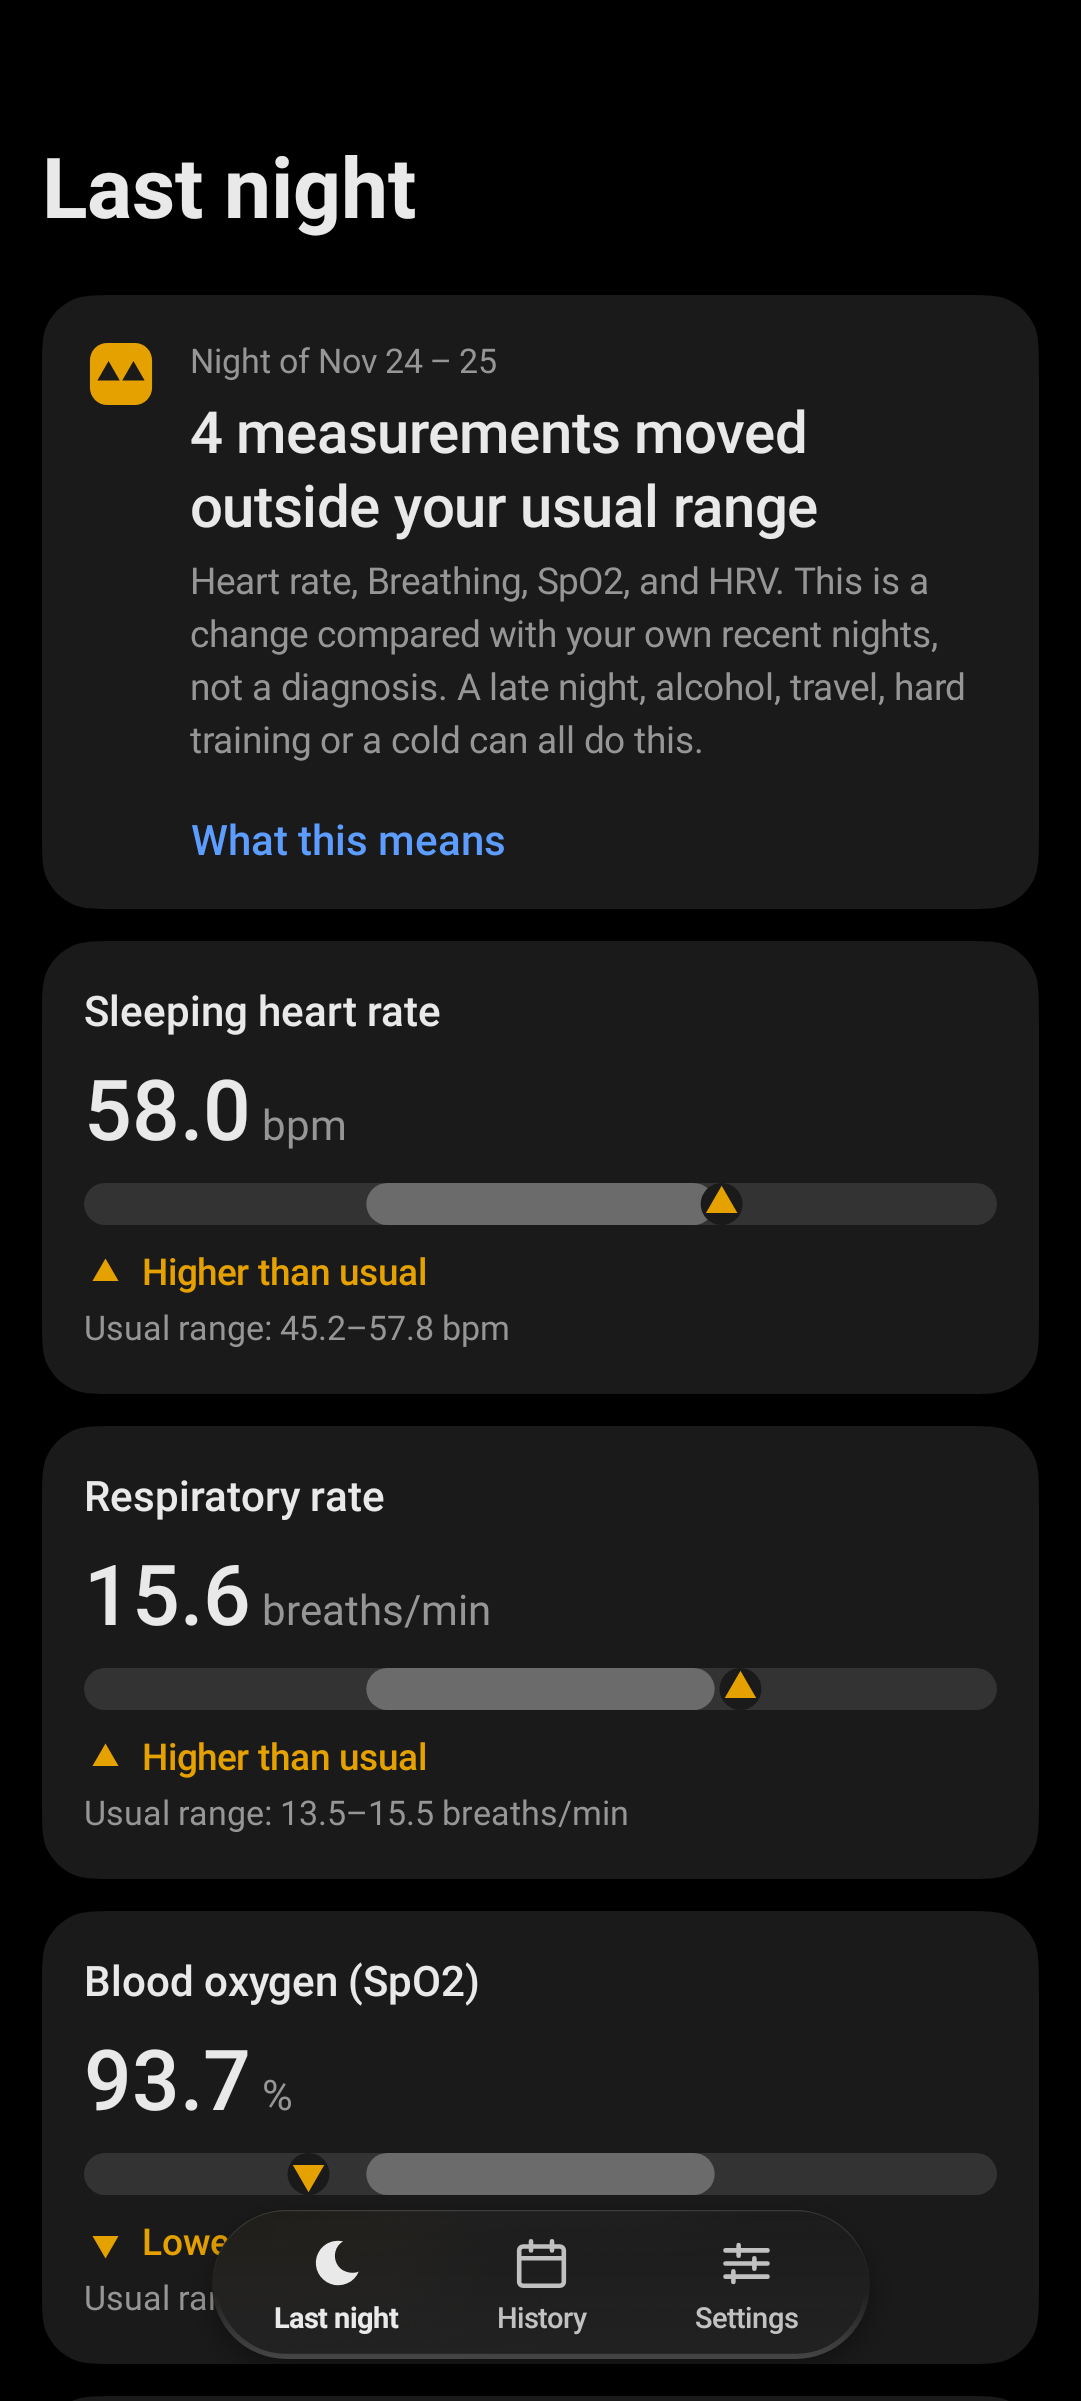 Last night
Night of Nov 24 – 25
4 measurements moved
outside your usual range
Heart rate, Breathing, SpO2, and HRV. This is a
change compared with your own recent nights,
not a diagnosis. A late night, alcohol, travel, hard
training or a cold can all do this.
What this means
Sleeping heart rate
58.0 bpm
Higher than usual
Usual range: 45.2–57.8 bpm
Respiratory rate
15.6 breaths/min
Higher than usual
Usual range: 13.5–15.5 breaths/min
Blood oxygen (SpO2)
93.7 %
Usual
Last night
History
Settings